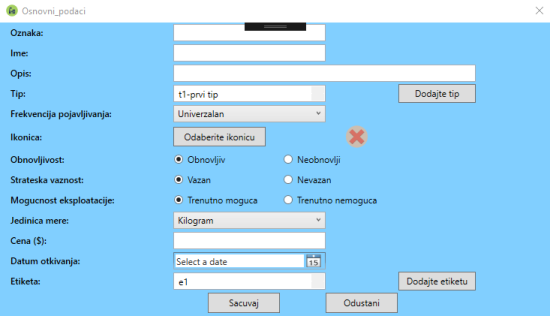 Osnovni_podaci
Oznaka:
Ime:
Opis:
Tip: t1-prvi tip Dodajte tip
Frekvencija pojavljivanja: Univerzalan
Ikonica: Odaberite ikonicu
Obnovljivost: Obnovljiv Neobnovlji
Strateska vaznost: Vazan Nevazan
Mogucnost eksploatacije: Trenutno moguca Trenutno nemoguca
Jedinica mere: Kilogram
Cena ($):
Datum otkivanja: Select a date 15
Etiketa: e1 Dodajte etiketu
Sacuvaj Odustani